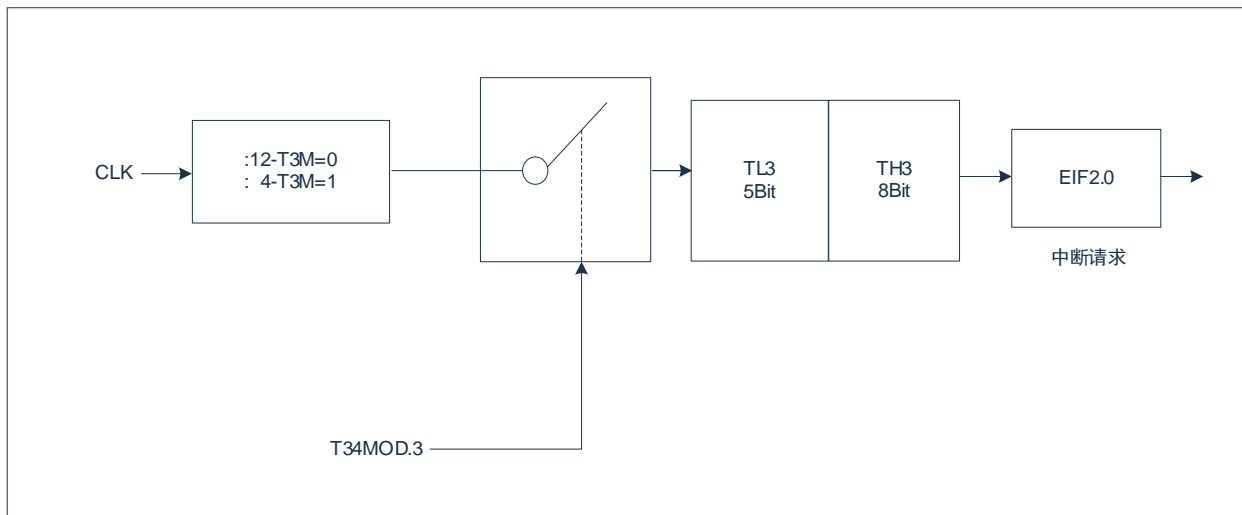 CLK
:12-T3M=0
: 4-T3M=1
TL3
5Bit
TH3
8Bit
EIF2.0
中断请求
T34MOD.3